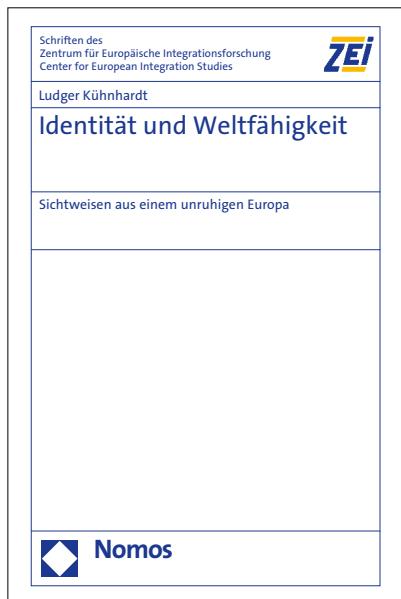 Schriften des
Zentrum für Europäische Integrationsforschung
Center for European Integration Studies
ZEI
Ludger Kühnhardt
Identität und Weltfähigkeit
Sichtweisen aus einem unruhigen Europa
Nomos